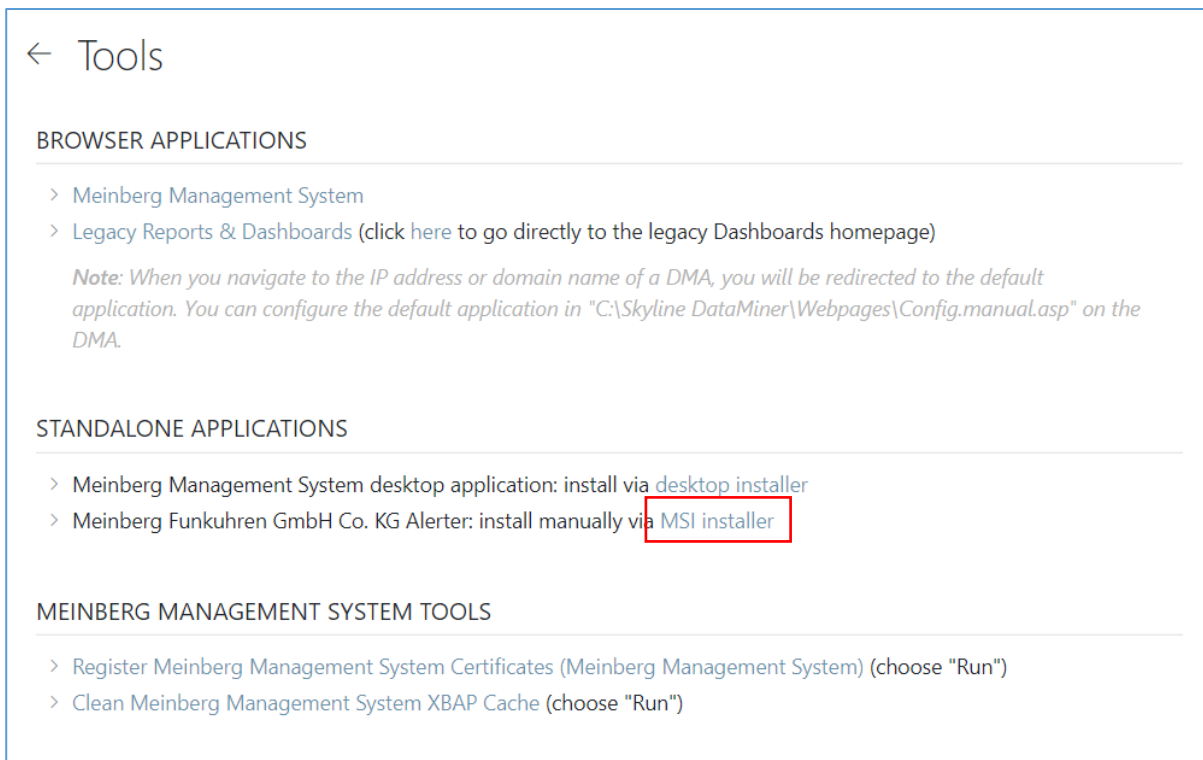 Tools
BROWSER APPLICATIONS
Meinberg Management System
Legacy Reports & Dashboards (click here to go directly to the legacy Dashboards homepage)
Note: When you navigate to the IP address or domain name of a DMA, you will be redirected to the default
application. You can configure the default application in "C:\Skyline DataMiner\Webpages\Config.manual.asp" on the
DMA.
STANDALONE APPLICATIONS
Meinberg Management System desktop application: install via desktop installer
Meinberg Funkuhren GmbH Co. KG Alerter: install manually via MSI installer
MEINBERG MANAGEMENT SYSTEM TOOLS
Register Meinberg Management System Certificates (Meinberg Management System) (choose "Run")
Clean Meinberg Management System XBAP Cache (choose "Run")